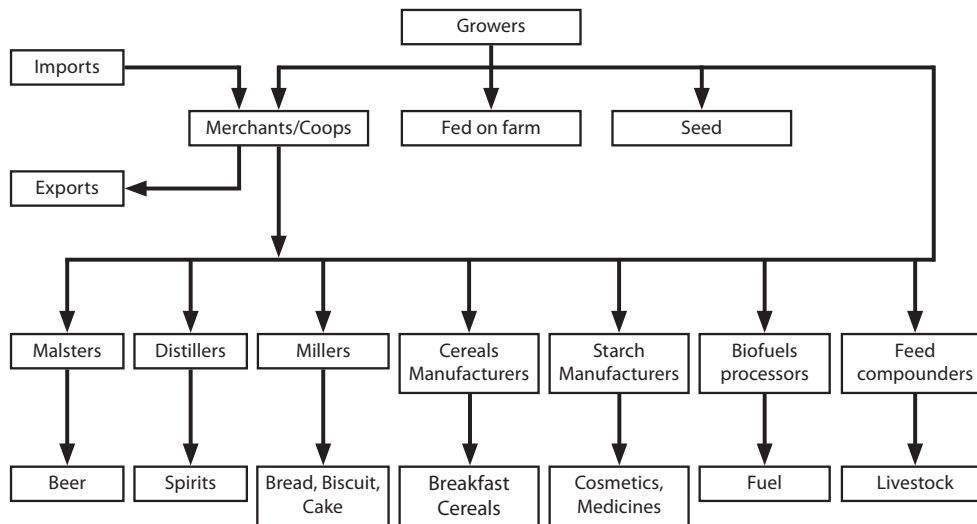 Growers
Imports
Merchants/Coops
Fed on farm
Seed
Exports
Malsters
Distillers
Millers
Cereals
Manufacturers
Starch
Manufacturers
Biofuels
processors
Feed
compounders
Beer
Spirits
Bread, Biscuit,
Cake
Breakfast
Cereals
Cosmetics,
Medicines
Fuel
Livestock